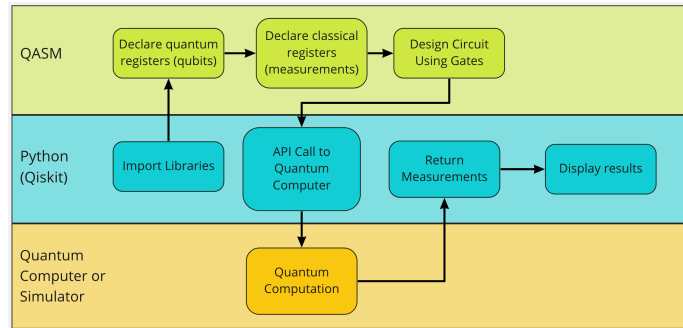 QASM
Declare quantum
registers (qubits)
Declare classical
registers
(measurements)
Design Circuit
Using Gates
Python
(Qiskit)
Import Libraries
API Call to
Quantum
Computer
Return
Measurements
Display results
Quantum
Computer or
Simulator
Quantum
Computation